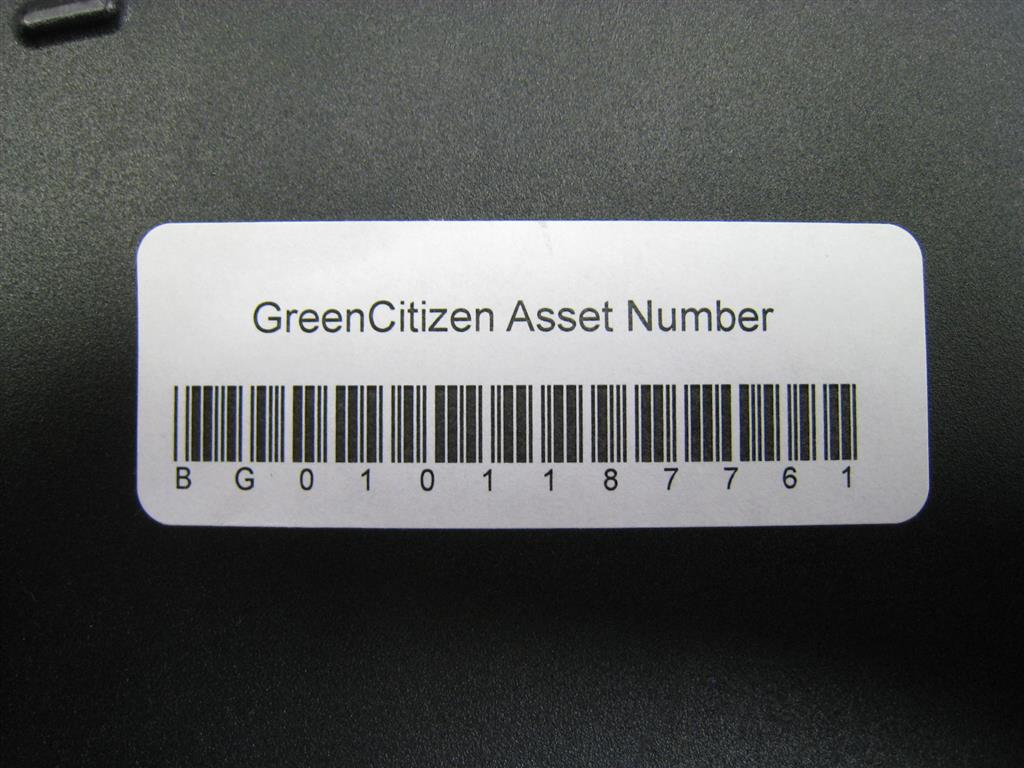 GreenCitizen Asset Number
B G 0 1 0 1 1 8 7 7 6 1